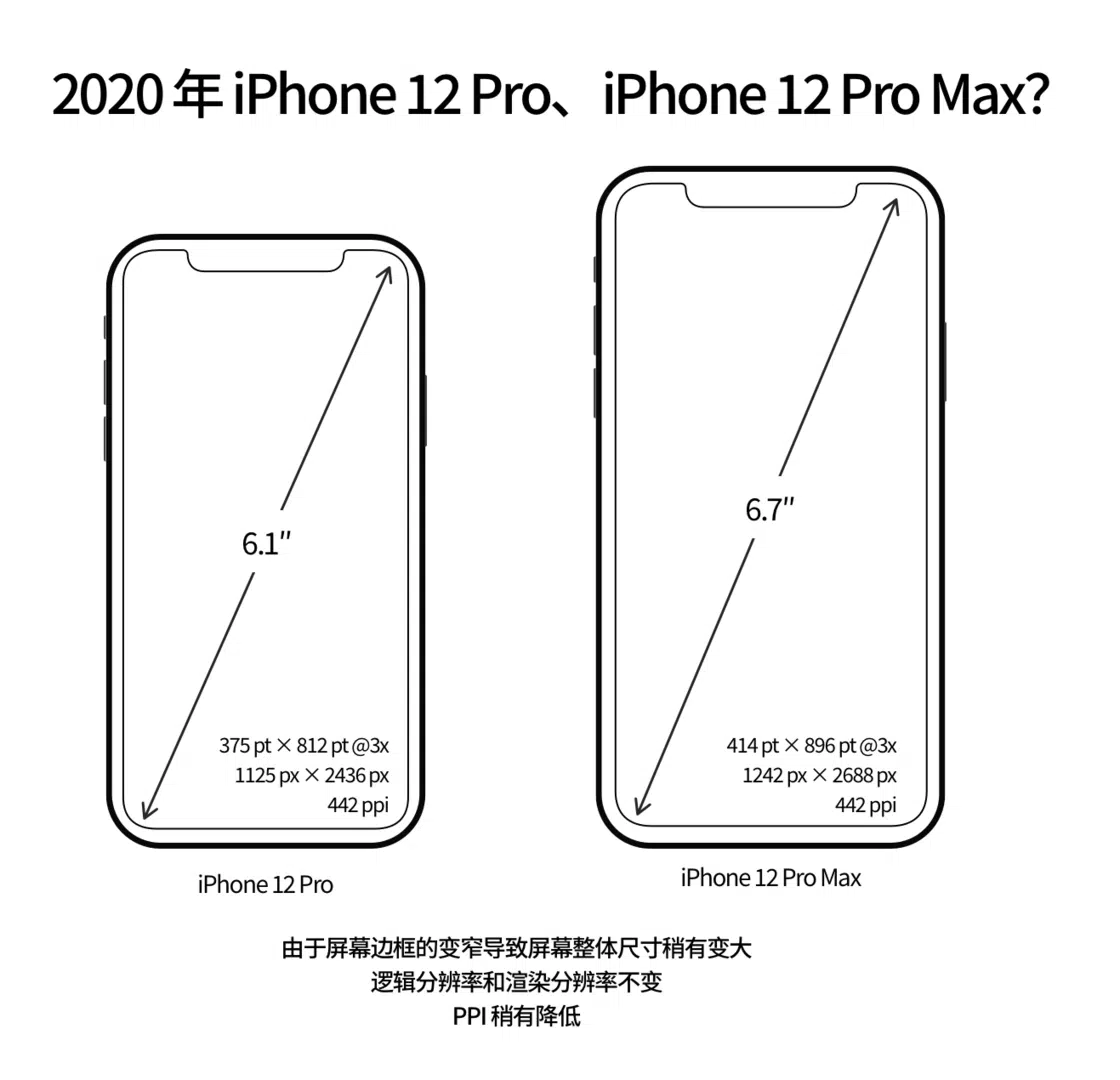 2020 年 iPhone 12 Pro、iPhone 12 Pro Max?
6.1″
375 pt × 812 pt @3x
1125 px × 2436 px
442 ppi
iPhone 12 Pro
6.7″
414 pt × 896 pt @3x
1242 px × 2688 px
442 ppi
iPhone 12 Pro Max
由于屏幕边框的变窄导致屏幕整体尺寸稍有变大
逻辑分辨率和渲染分辨率不变
PPI 稍有降低